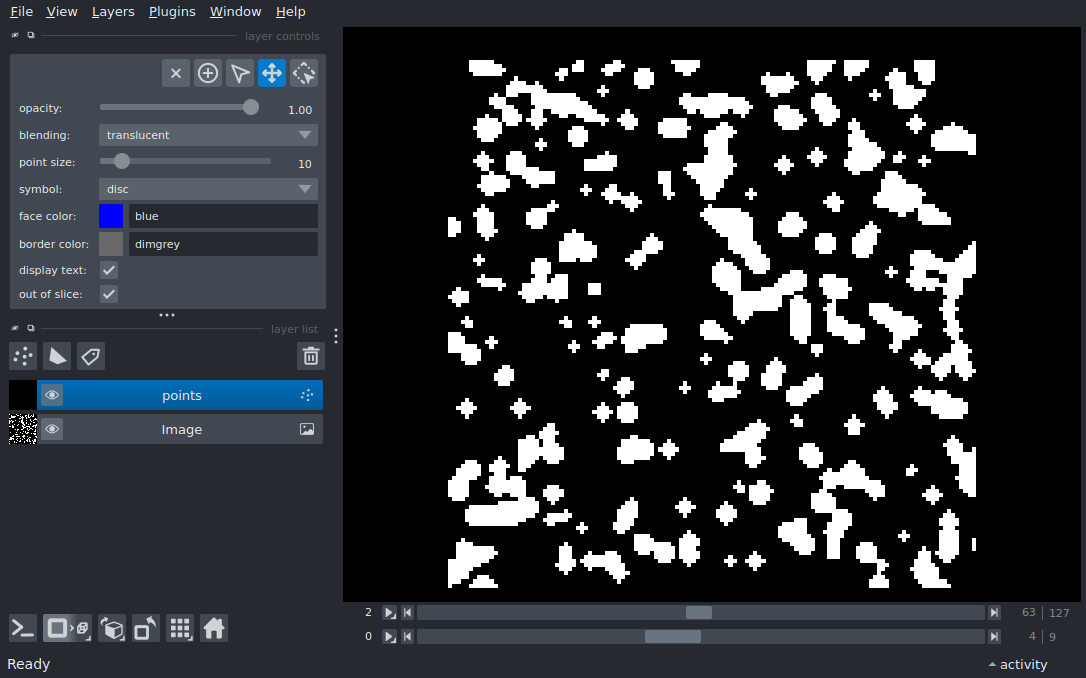 File View Layers Plugins Window Help
layer controls
opacity: 1.00
blending: translucent
point size: 10
symbol: disc
face color: blue
border color: dimgrey
display text:
out of slice:
layer list
points
Image
2 63 127
0 4 9
Ready activity